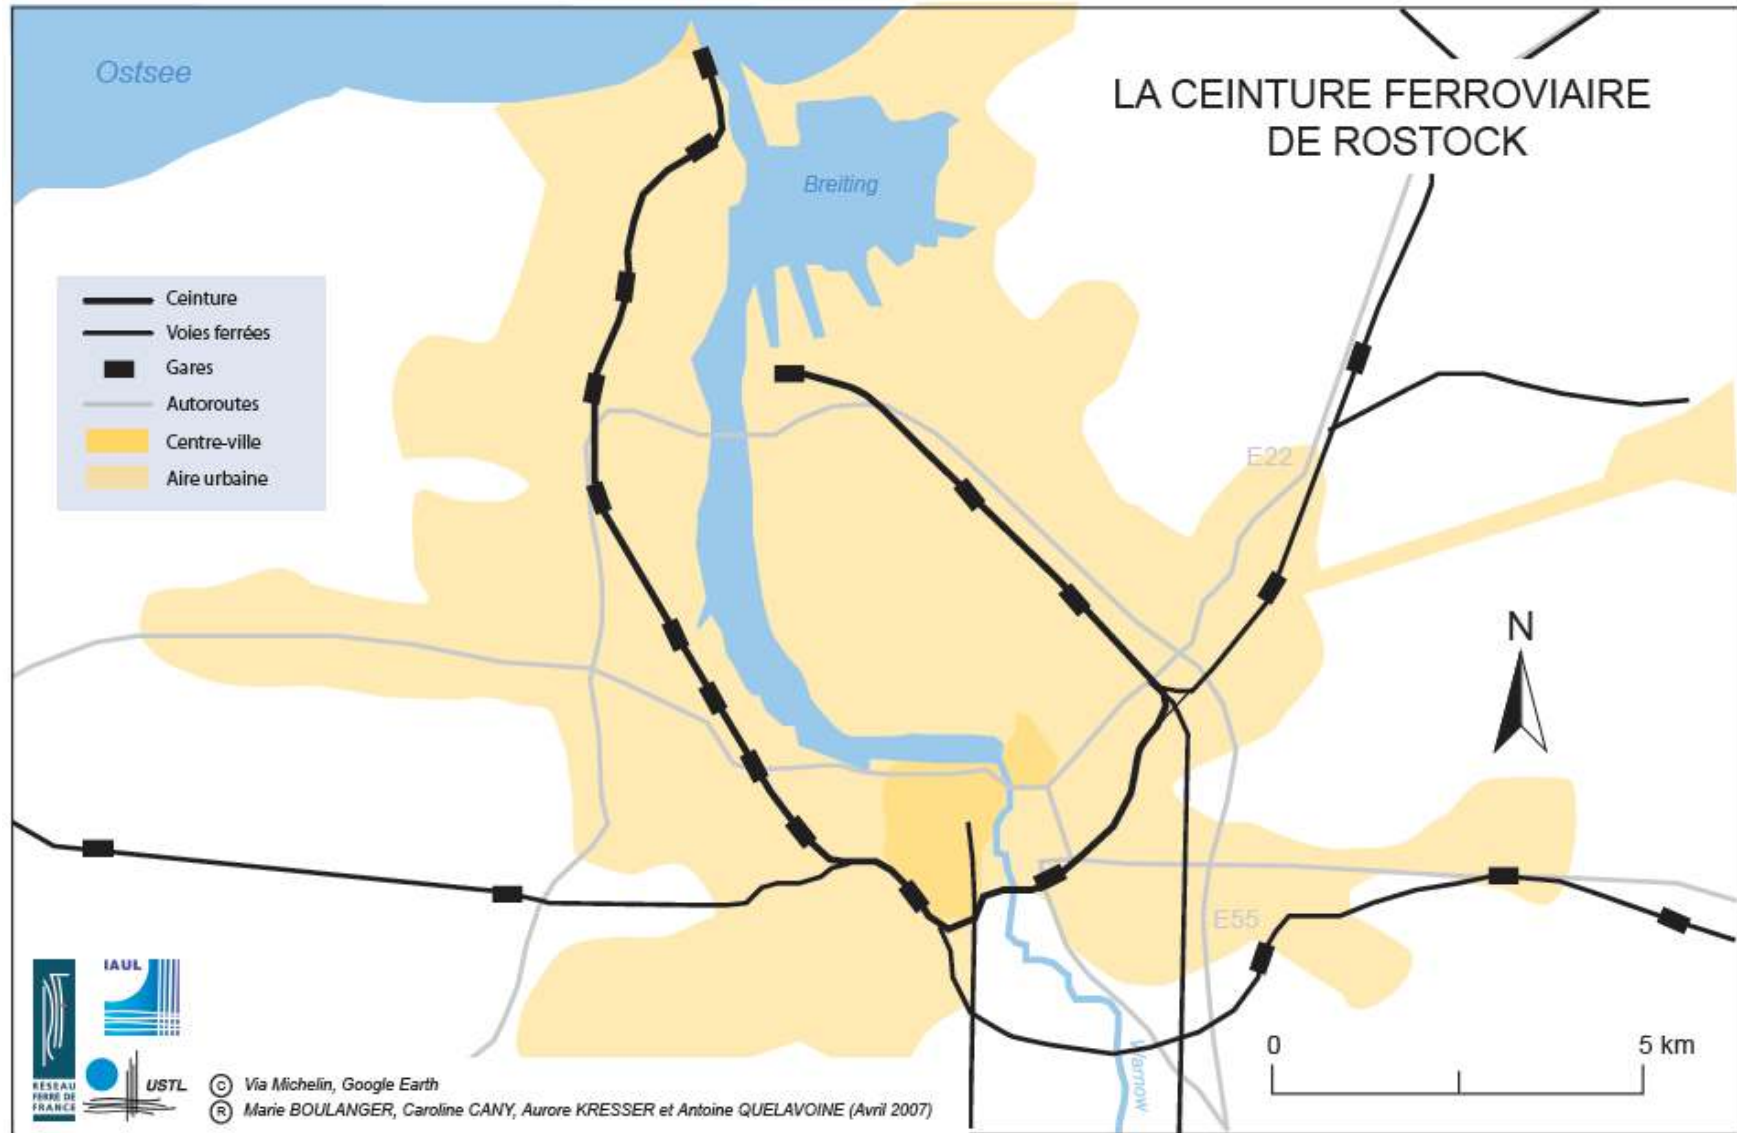 Ostsee
LA CEINTURE FERROVIAIRE
DE ROSTOCK
Breiting
Ceinture
Voies ferrées
Gares
Autoroutes
Centre-ville
Aire urbaine
E22
N
E55
IAUL
0 5 km
Warnow
RÉSEAU
FERRÉ DE
FRANCE
USTL
© Via Michelin, Google Earth
® Marie BOULANGER, Caroline CANY, Aurore KRESSER et Antoine QUELAVOINE (Avril 2007)